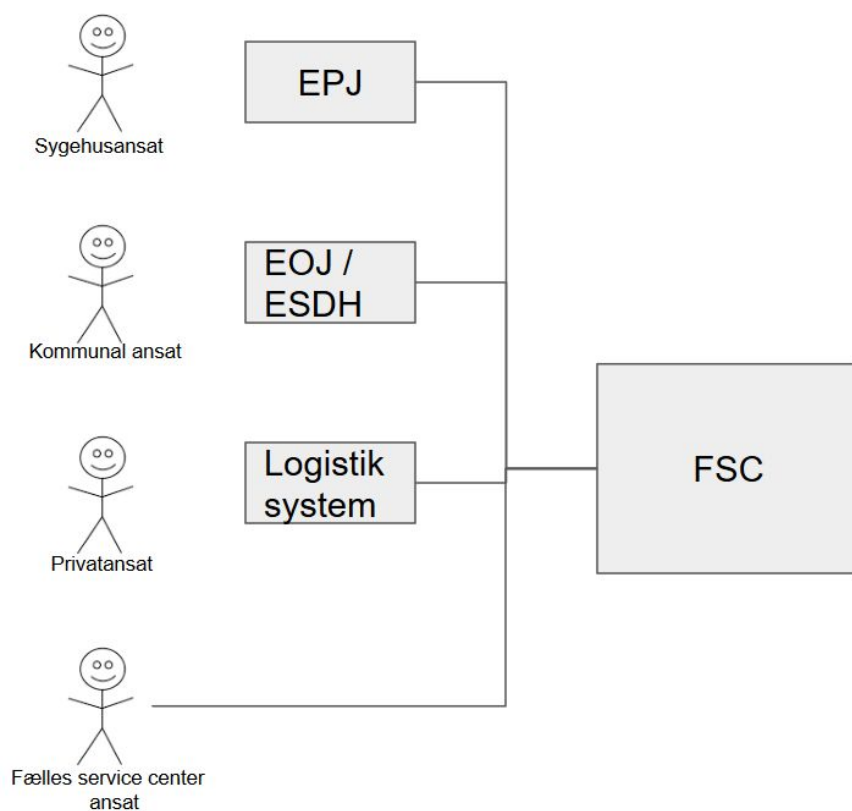 EPJ
Sygehusansat
EOJ /
ESDH
Kommunal ansat
Logistik
system
FSC
Privatansat
Fælles service center
ansat